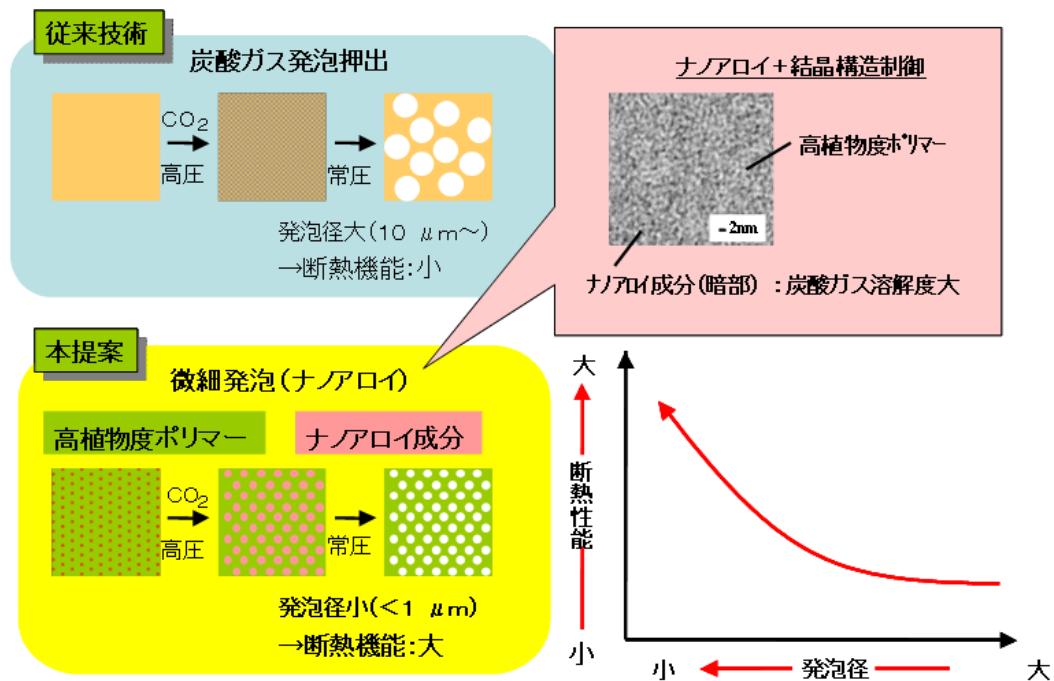 従来技術
炭酸ガス発泡押出
CO2
高圧
常圧
発泡径大(10 μm~)
→断熱機能:小
ナノアロイ+結晶構造制御
高植物度ポリマー
2nm
ナノアロイ成分(暗部) :炭酸ガス溶解度大
本提案
微細発泡(ナノアロイ)
高植物度ポリマー
ナノアロイ成分
CO2
高圧
常圧
発泡径小(<1 μm)
→断熱機能:大
大
断熱性能
小
小
発泡径
大